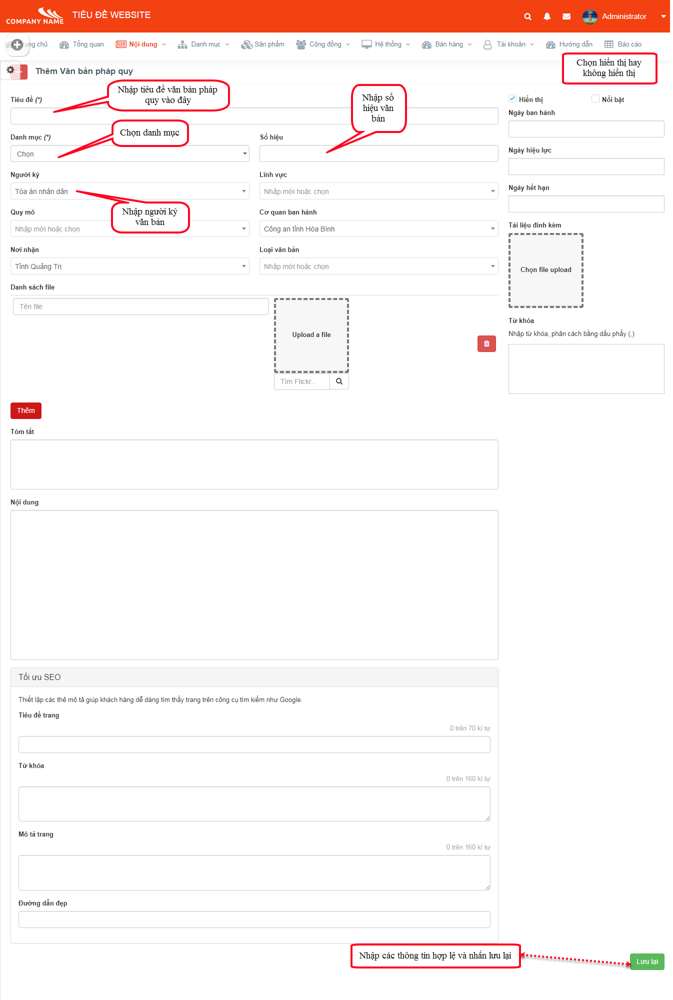 COMPANY NAME
TIÊU ĐỀ WEBSITE
Administrator
rang chủ
Tổng quan
Nội dung
Danh mục
Sản phẩm
Cộng đồng
Hệ thống
Bán hàng
Tài khoản
Hướng dẫn
Báo cáo
Thêm Văn bản pháp quy
Chọn hiển thị hay
không hiển thị
Nhập tiêu đề văn bản pháp
quy vào đây
Nhập số
hiệu văn
bản
Tiêu đề (*)
Hiển thị
Nổi bật
Ngày ban hành
Chọn danh mục
Danh mục (*)
Số hiệu
Chọn
Ngày hiệu lực
Người ký
Lĩnh vực
Tòa án nhân dân
Nhập mới hoặc chọn
Ngày hết hạn
Nhập người ký
văn bản
Quy mô
Cơ quan ban hành
Nhập mới hoặc chọn
Công an tỉnh Hòa Bình
Tài liệu đính kèm
Chọn file upload
Nơi nhận
Loại văn bản
Tỉnh Quảng Trị
Nhập mới hoặc chọn
Danh sách file
Tên file
Upload a file
Tìm Flickr..
Từ khóa
Nhập từ khóa, phân cách bằng dấu phẩy (,)
Thêm
Tóm tắt
Nội dung
Tối ưu SEO
Thiết lập các thẻ mô tả giúp khách hàng dễ dàng tìm thấy trang trên công cụ tìm kiếm như Google.
Tiêu đề trang
0 trên 70 kí tự
Từ khóa
0 trên 160 kí tự
Mô tả trang
0 trên 160 kí tự
Đường dẫn đẹp
Nhập các thông tin hợp lệ và nhấn lưu lại
Lưu lại